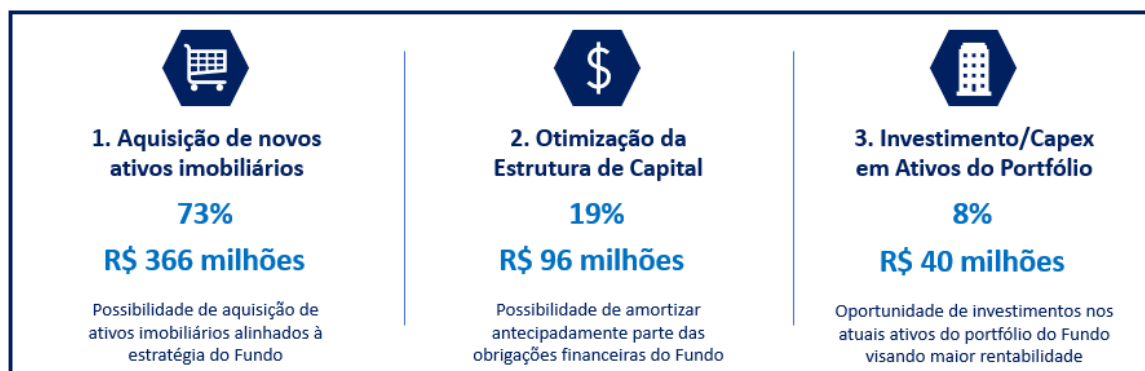 $
1. Aquisição de novos
ativos imobiliários
73%
R$ 366 milhões
Possibilidade de aquisição de
ativos imobiliários alinhados à
estratégia do Fundo
2. Otimização da
Estrutura de Capital
19%
R$ 96 milhões
Possibilidade de amortizar
antecipadamente parte das
obrigações financeiras do Fundo
3. Investimento/Capex
em Ativos do Portfólio
8%
R$ 40 milhões
Oportunidade de investimentos nos
atuais ativos do portfólio do Fundo
visando maior rentabilidade